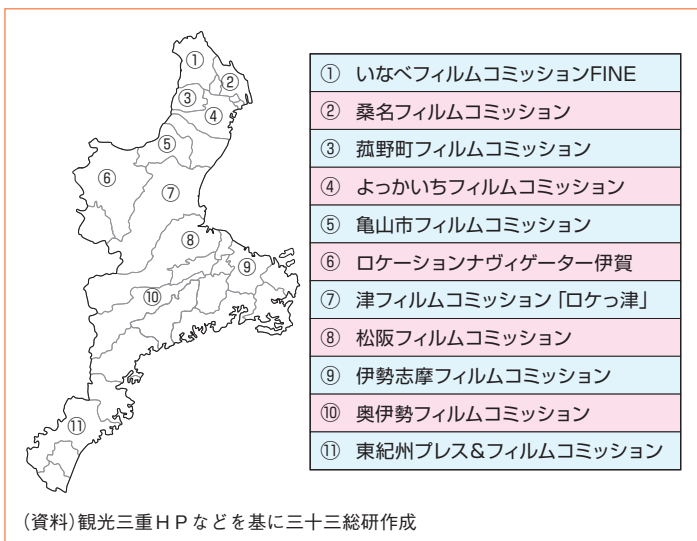 ①
②
③
④
⑤
⑥
⑦
⑧
⑨
⑩
⑪
① いなべフィルムコミッションFINE
② 桑名フィルムコミッション
③ 菰野町フィルムコミッション
④ よっかいちフィルムコミッション
⑤ 亀山市フィルムコミッション
⑥ ロケーションナヴィゲーター伊賀
⑦ 津フィルムコミッション「ロケっ津」
⑧ 松阪フィルムコミッション
⑨ 伊勢志摩フィルムコミッション
⑩ 奥伊勢フィルムコミッション
⑪ 東紀州プレス&フィルムコミッション
(資料)観光三重HPなどを基に三十三総研作成